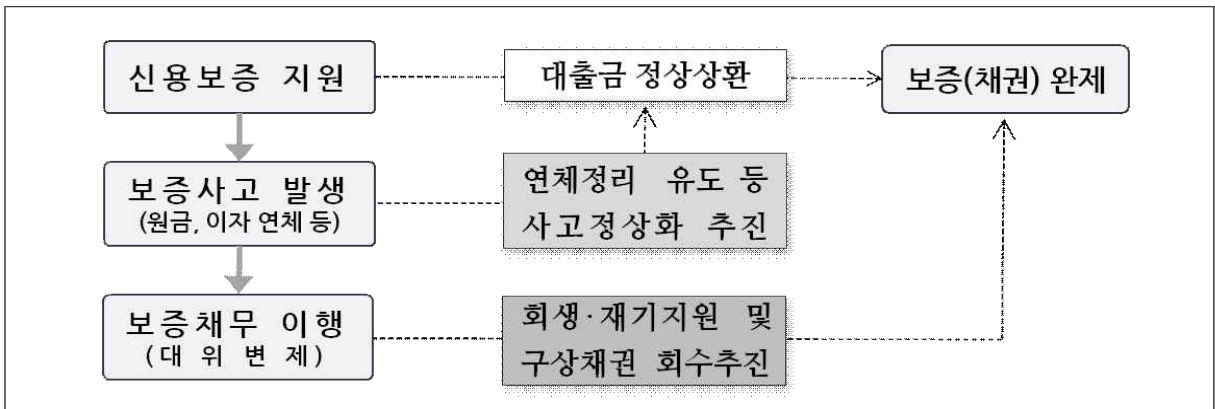 신용보증 지원
대출금 정상상환
보증(채권) 완제
보증사고 발생
(원금, 이자 연체 등)
연체정리 유도 등
사고정상화 추진
보증채무 이행
(대 위 변 제)
회생·재기지원 및
구상채권 회수추진